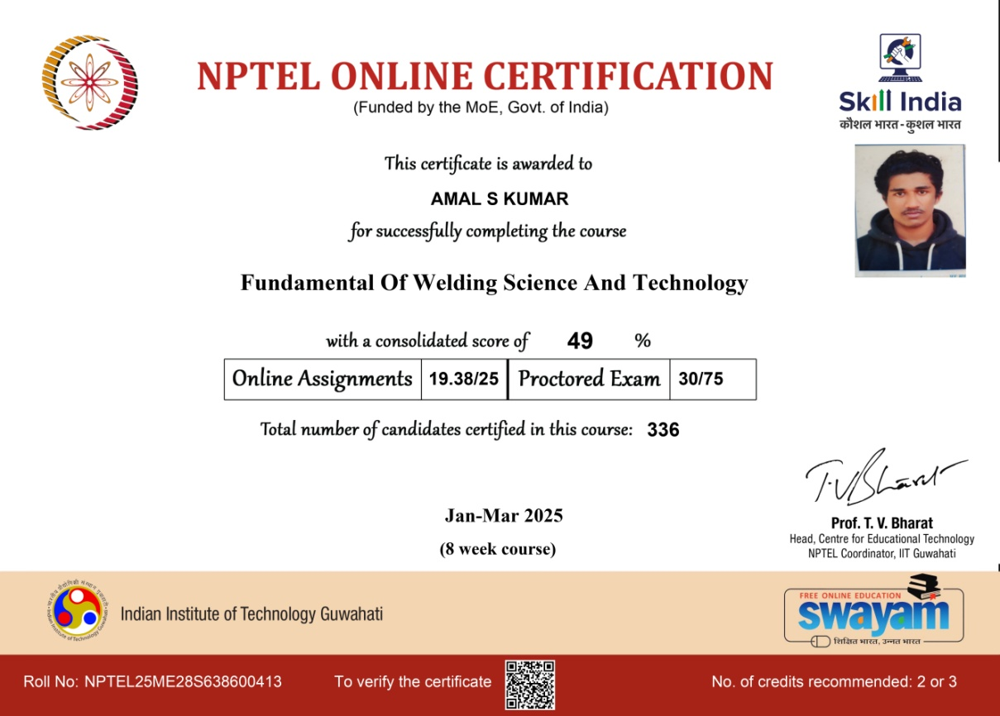 NPTEL ONLINE CERTIFICATION
(Funded by the MoE, Govt. of India)
Skill India
कौशल भारत - कुशल भारत
This certificate is awarded to
AMAL S KUMAR
for successfully completing the course
Fundamental Of Welding Science And Technology
with a consolidated score of 49 %
Online Assignments 19.38/25 Proctored Exam 30/75
Total number of candidates certified in this course: 336
T.V Bharat
Jan-Mar 2025
(8 week course)
Prof. T. V. Bharat
Head, Centre for Educational Technology
NPTEL Coordinator, IIT Guwahati
Indian Institute of Technology Guwahati
Indian Institute of Technology Guwahati
FREE ONLINE EDUCATION
swayam
शिक्षित भारत, उन्नत भारत
Roll No: NPTEL25ME28S638600413
To verify the certificate
No. of credits recommended: 2 or 3